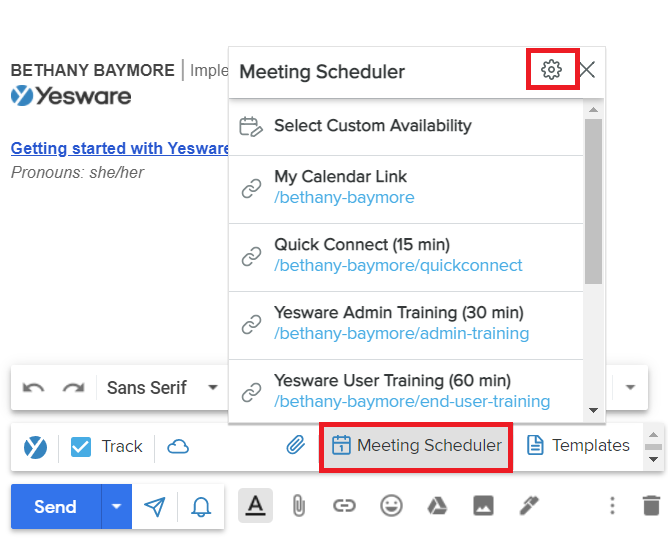 BETHANY BAYMORE | Imple
Yesware
Getting started with Yesware
Pronouns: she/her
Meeting Scheduler
Select Custom Availability
My Calendar Link
/bethany-baymore
Quick Connect (15 min)
/bethany-baymore/quickconnect
Yesware Admin Training (30 min)
/bethany-baymore/admin-training
Yesware User Training (60 min)
/bethany-baymore/end-user-training
Sans Serif
Track
1 Meeting Scheduler
Templates
Send
A